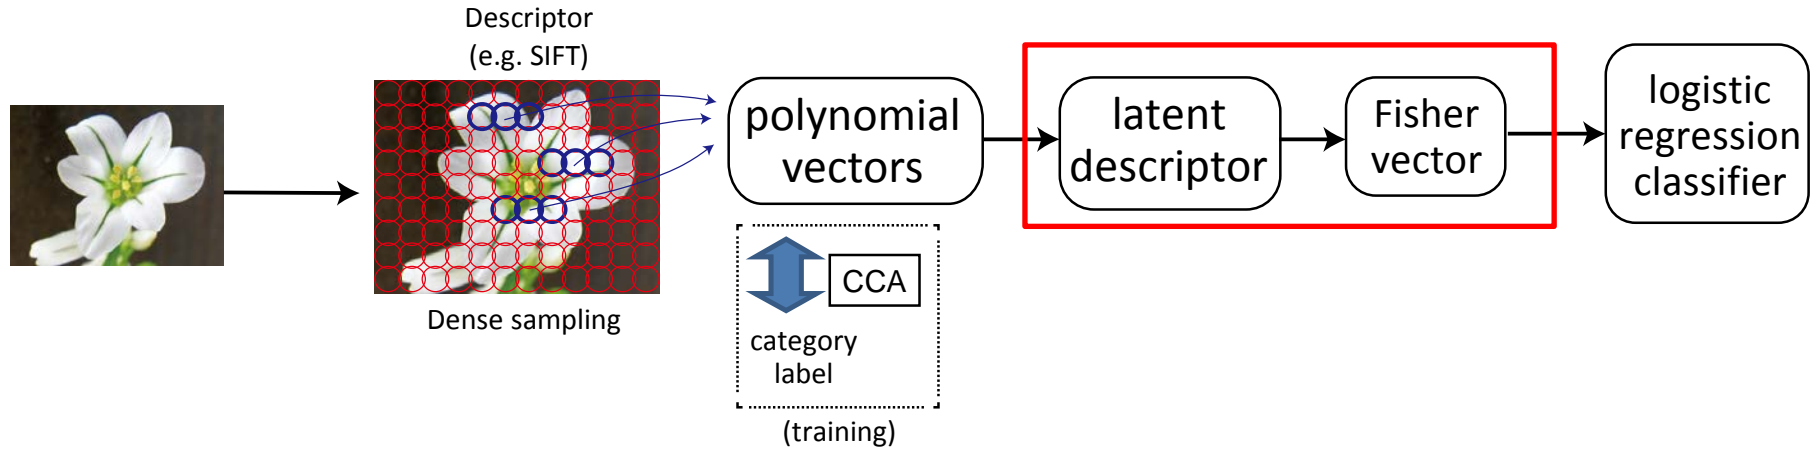 Descriptor
(e.g. SIFT)
Dense sampling
polynomial
vectors
CCA
category
label
(training)
latent
descriptor
Fisher
vector
logistic
regression
classifier